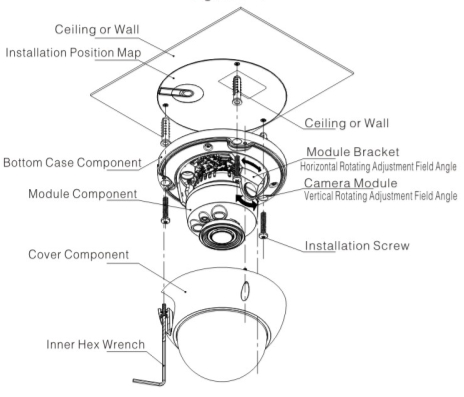 Ceiling or Wall
Installation Position Map
Ceiling or Wall
Bottom Case Component
Module Bracket
Horizontal Rotating Adjustment Field Angle
Module Component
Camera Module
Vertical Rotating Adjustment Field Angle
Installation Screw
Cover Component
Inner Hex Wrench